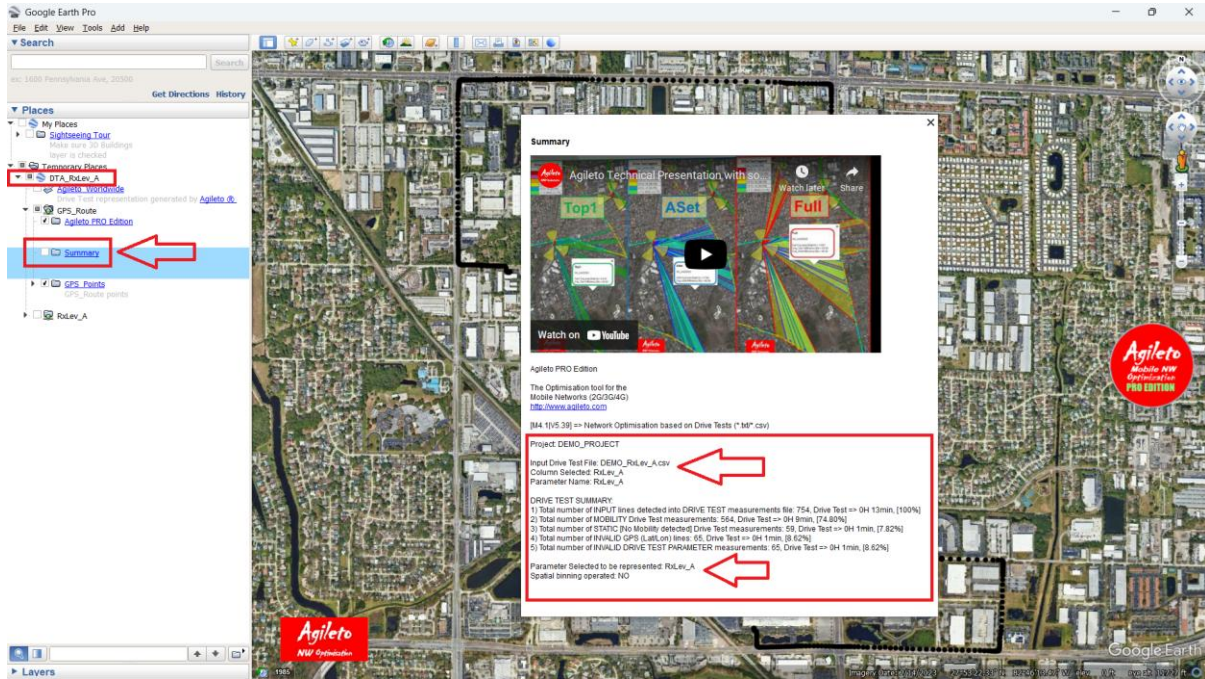 Google Earth Pro
File Edit View Tools Add Help
▼ Search
Search
ex: 1600 Pennsylvania Ave, 20500
Get Directions History
▼ Places
My Places
Sightseeing Tour
Make sure 3D Buildings
layer is checked
Temporary Places
DTA_RxLev_A
Agileto Worldwide
Drive Test representation generated by Agileto
GPS_Route
Agileto PRO Edition
Summary
GPS_Points
GPS_Route points
RxLev_A
▶ Layers
Summary
Agileto Technical Presentation with so...
Watch later
Share
Top1
ASet
Full
Watch on YouTube
Agileto PRO Edition
The Optimisation tool for the
Mobile Networks (2G/3G/4G)
http://www.agileto.com
[M4.1|V5.39] => Network Optimisation based on Drive Tests (*.txt/*.csv)
Project: DEMO_PROJECT
Input Drive Test File: DEMO_RxLev_A.csv
Column Selected: RxLev_A
Parameter Name: RxLev_A
DRIVE TEST SUMMARY:
1) Total number of INPUT lines detected into DRIVE TEST measurements file: 754, Drive Test => 0H 13min, [100%]
2) Total number of MOBILITY Drive Test measurements: 564, Drive Test => 0H 9min, [74.80%]
3) Total number of STATIC [No Mobility detected] Drive Test measurements: 59, Drive Test => 0H 1min, [7.82%]
4) Total number of INVALID GPS (Lat/Lon) lines: 65, Drive Test => 0H 1min, [8.62%]
5) Total number of INVALID DRIVE TEST PARAMETER measurements: 65, Drive Test => 0H 1min, [8.62%]
Parameter Selected to be represented: RxLev_A
Spatial binning operated: NO
N
Agileto
Mobile NW
Optimization
PRO EDITION
Agileto
NW Optimization
1985
Google Earth